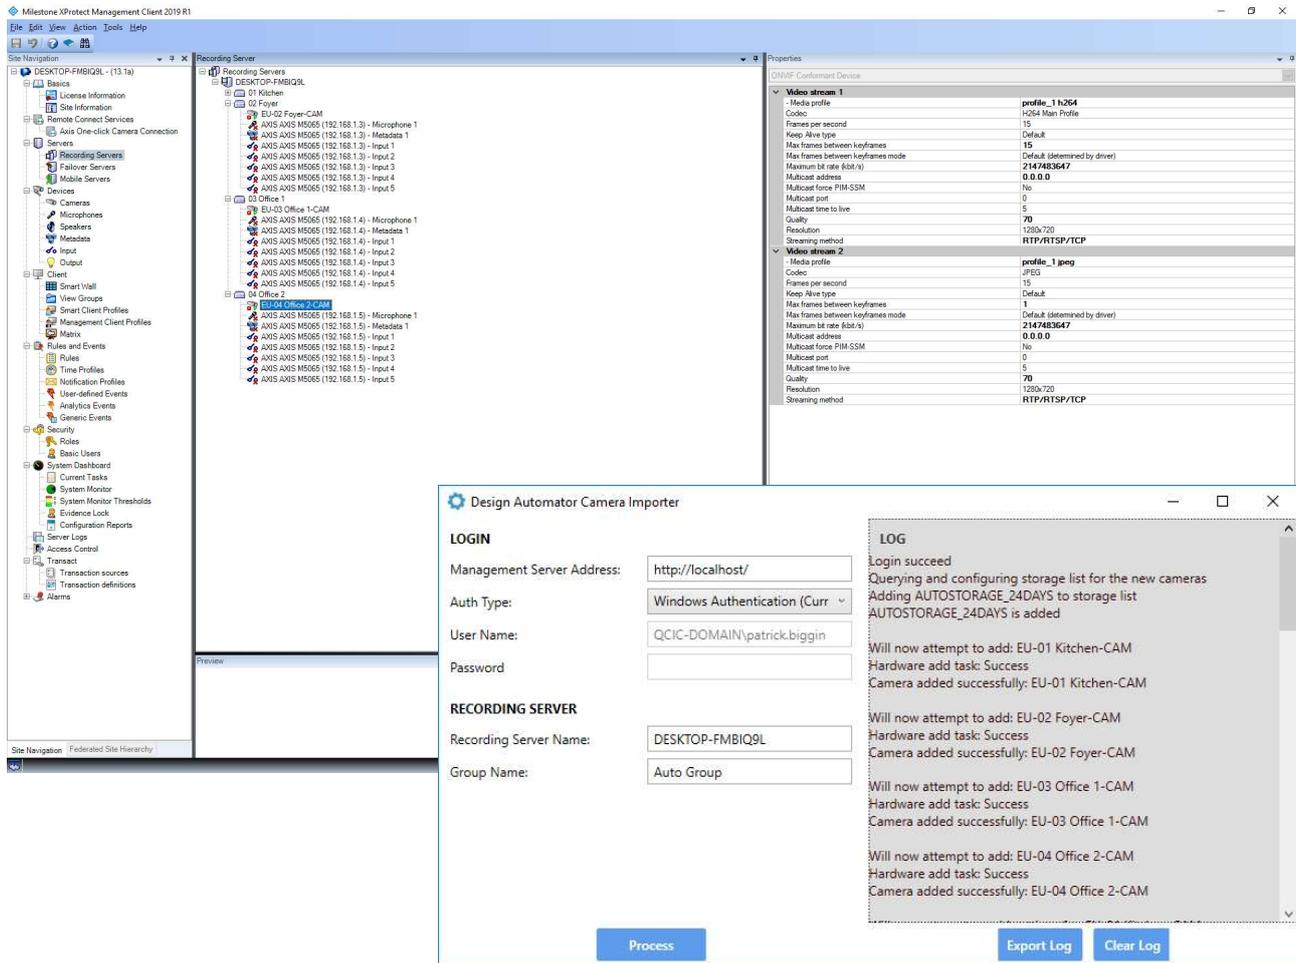 Milestone XProtect Management Client 2019 R1
File Edit View Action Tools Help
Site Navigation
DESKTOP-FMBIQ9L - (13.1a)
Basics
License Information
Site Information
Remote Connect Services
Axis One-click Camera Connection
Servers
Recording Servers
Failover Servers
Mobile Servers
Devices
Cameras
Microphones
Speakers
Metadata
Input
Output
Client
Smart Wall
View Groups
Smart Client Profiles
Management Client Profiles
Matrix
Rules and Events
Rules
Time Profiles
Notification Profiles
User-defined Events
Analytics Events
Generic Events
Security
Roles
Basic Users
System Dashboard
Current Tasks
System Monitor
System Monitor Thresholds
Evidence Lock
Configuration Reports
Server Logs
Access Control
Transact
Transaction sources
Transaction definitions
Alarms
Site Navigation Federated Site Hierarchy
Recording Server
Recording Servers
DESKTOP-FMBIQ9L
01 Kitchen
02 Foyer
EU-02 Foyer-CAM
AXIS AXIS M5065 (192.168.1.3) - Microphone 1
AXIS AXIS M5065 (192.168.1.3) - Metadata 1
AXIS AXIS M5065 (192.168.1.3) - Input 1
AXIS AXIS M5065 (192.168.1.3) - Input 2
AXIS AXIS M5065 (192.168.1.3) - Input 3
AXIS AXIS M5065 (192.168.1.3) - Input 4
AXIS AXIS M5065 (192.168.1.3) - Input 5
03 Office 1
EU-03 Office 1-CAM
AXIS AXIS M5065 (192.168.1.4) - Microphone 1
AXIS AXIS M5065 (192.168.1.4) - Metadata 1
AXIS AXIS M5065 (192.168.1.4) - Input 1
AXIS AXIS M5065 (192.168.1.4) - Input 2
AXIS AXIS M5065 (192.168.1.4) - Input 3
AXIS AXIS M5065 (192.168.1.4) - Input 4
AXIS AXIS M5065 (192.168.1.4) - Input 5
04 Office 2
EU-04 Office 2-CAM
AXIS AXIS M5065 (192.168.1.5) - Microphone 1
AXIS AXIS M5065 (192.168.1.5) - Metadata 1
AXIS AXIS M5065 (192.168.1.5) - Input 1
AXIS AXIS M5065 (192.168.1.5) - Input 2
AXIS AXIS M5065 (192.168.1.5) - Input 3
AXIS AXIS M5065 (192.168.1.5) - Input 4
AXIS AXIS M5065 (192.168.1.5) - Input 5
Preview
Properties
ONVIF Conformant Device
Video stream 1
- Media profile profile_1 h264
Codec H264 Main Profile
Frames per second 15
Keep Alive type Default
Max frames between keyframes 15
Max frames between keyframes mode Default (determined by driver)
Maximum bit rate (kbit/s) 2147483647
Multicast address 0.0.0.0
Multicast force PIM-SSM No
Multicast port 0
Multicast time to live 5
Quality 70
Resolution 1280x720
Streaming method RTP/RTSP/TCP
Video stream 2
- Media profile profile_1 jpeg
Codec JPEG
Frames per second 15
Keep Alive type Default
Max frames between keyframes 1
Max frames between keyframes mode Default (determined by driver)
Maximum bit rate (kbit/s) 2147483647
Multicast address 0.0.0.0
Multicast force PIM-SSM No
Multicast port 0
Multicast time to live 5
Quality 70
Resolution 1280x720
Streaming method RTP/RTSP/TCP
Design Automator Camera Importer
LOGIN
Management Server Address: http://localhost/
Auth Type: Windows Authentication (Curr
User Name: QCIC-DOMAIN\patrick.biggin
Password
RECORDING SERVER
Recording Server Name: DESKTOP-FMBIQ9L
Group Name: Auto Group
Process
LOG
Login succeed
Querying and configuring storage list for the new cameras
Adding AUTOSTORAGE_24DAYS to storage list
AUTOSTORAGE_24DAYS is added
Will now attempt to add: EU-01 Kitchen-CAM
Hardware add task: Success
Camera added successfully: EU-01 Kitchen-CAM
Will now attempt to add: EU-02 Foyer-CAM
Hardware add task: Success
Camera added successfully: EU-02 Foyer-CAM
Will now attempt to add: EU-03 Office 1-CAM
Hardware add task: Success
Camera added successfully: EU-03 Office 1-CAM
Will now attempt to add: EU-04 Office 2-CAM
Hardware add task: Success
Camera added successfully: EU-04 Office 2-CAM
Export Log Clear Log